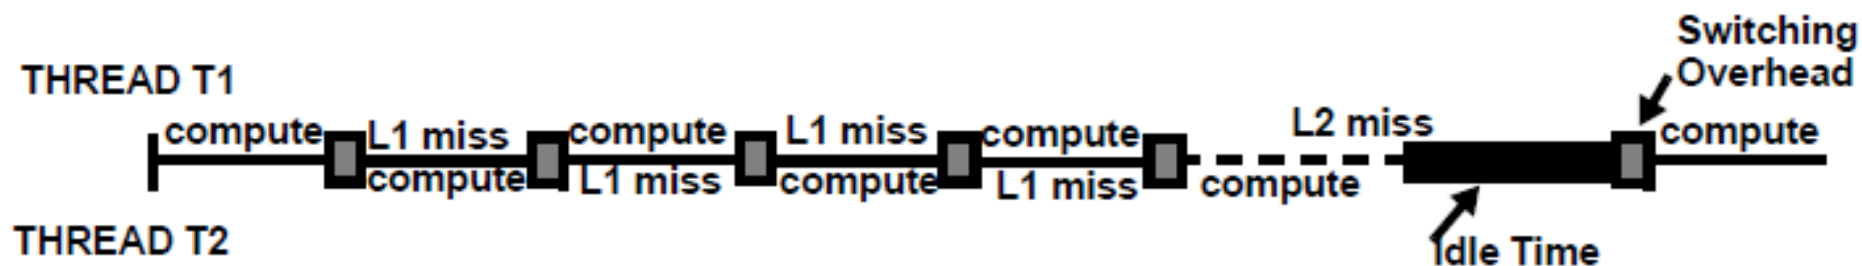 Switching
Overhead
THREAD T1
compute L1 miss compute L1 miss compute L2 miss compute
compute L1 miss compute L1 miss compute
THREAD T2
Idle Time